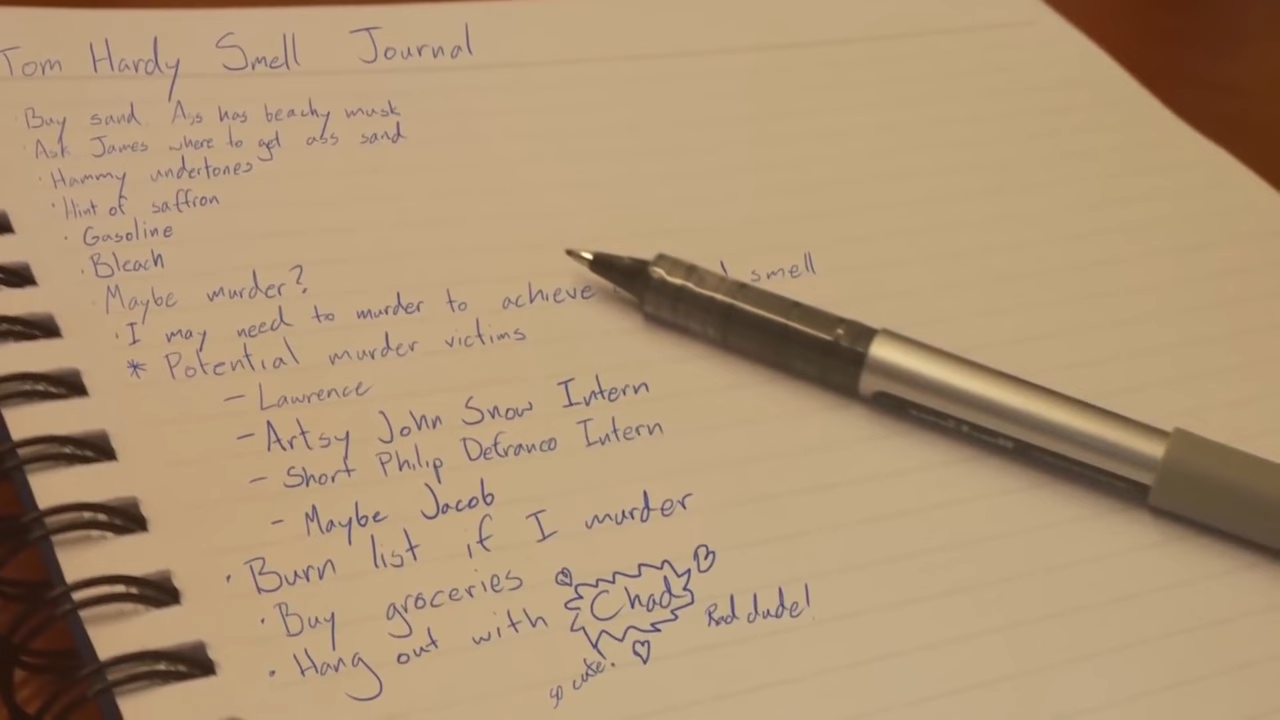 Tom Hardy Smell Journal
· Buy sand. Ass has beachy musk
· Ask James where to get ass sand
· Hammy undertones
· Hint of saffron
· Gasoline
· Bleach
Maybe murder?
· I may need to murder to achieve smell
* Potential murder victims
- Lawrence
- Artsy John Snow Intern
- Short Philip Defranco Intern
- Maybe Jacob
· Burn list if I murder
· Buy groceries
· Hang out with Chad Rad dude!
so cute.